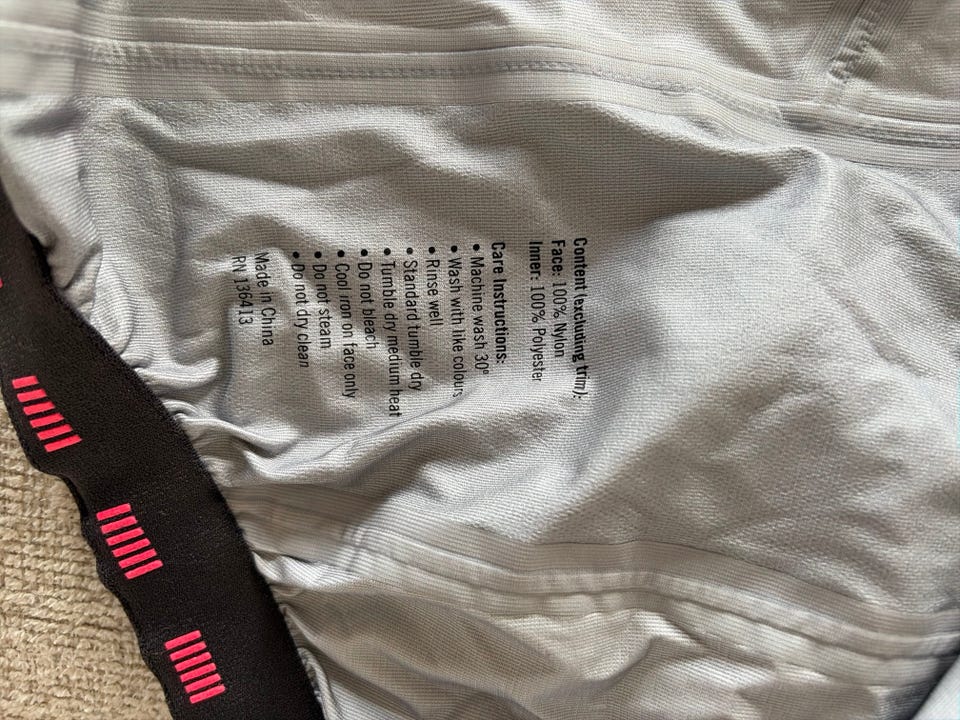 Content (excluding trim):
Face: 100% Nylon
Inner: 100% Polyester
Care Instructions:
• Machine wash 30°
• Wash with like colours
• Rinse well
• Standard tumble dry
• Tumble dry medium heat
• Do not bleach
• Cool iron on face only
• Do not steam
• Do not dry clean
Made in China
RN 136413